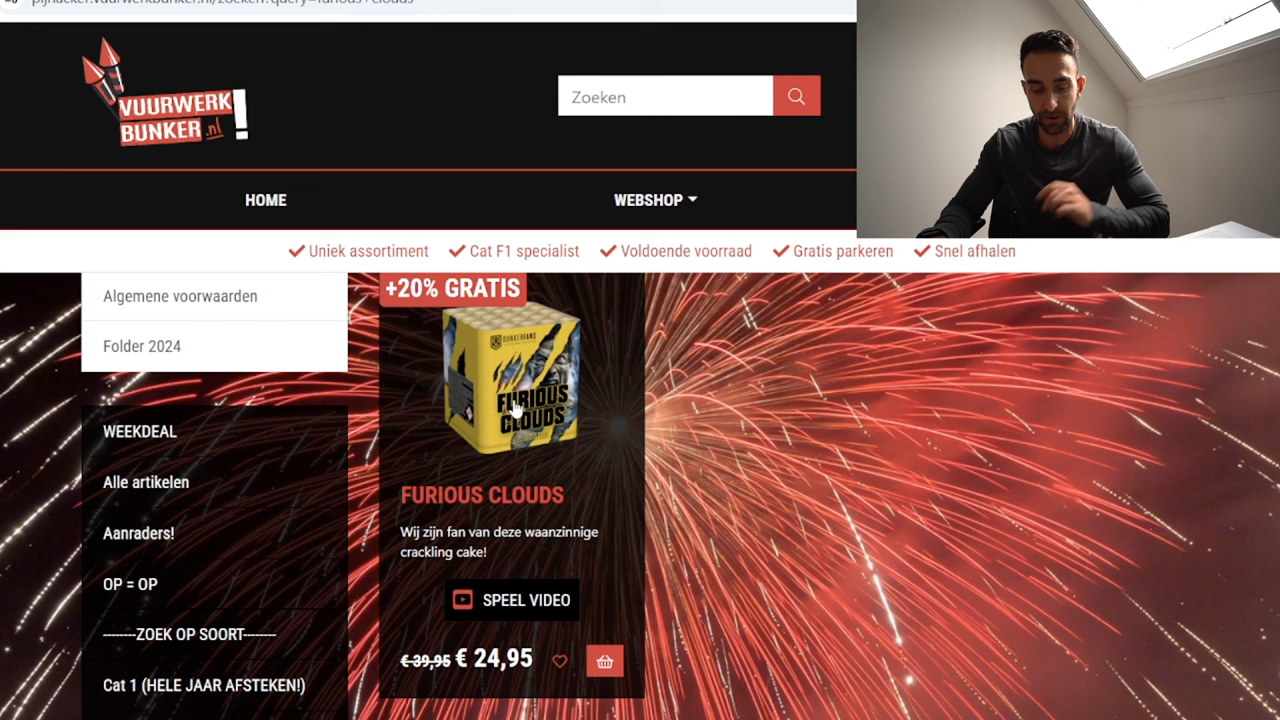 pijnacker.vuurwerkbunker.nl/zoeken?query=furious+clouds
VUURWERK
BUNKER.nl!
Zoeken
HOME
WEBSHOP
Uniek assortiment
Cat F1 specialist
Voldoende voorraad
Gratis parkeren
Snel afhalen
Algemene voorwaarden
Folder 2024
WEEKDEAL
Alle artikelen
Aanraders!
OP = OP
--------ZOEK OP SOORT--------
Cat 1 (HELE JAAR AFSTEKEN!)
+20% GRATIS
BUNKERFANS
FURIOUS
CLOUDS
FURIOUS CLOUDS
Wij zijn fan van deze waanzinnige
crackling cake!
SPEEL VIDEO
€ 39,95 € 24,95